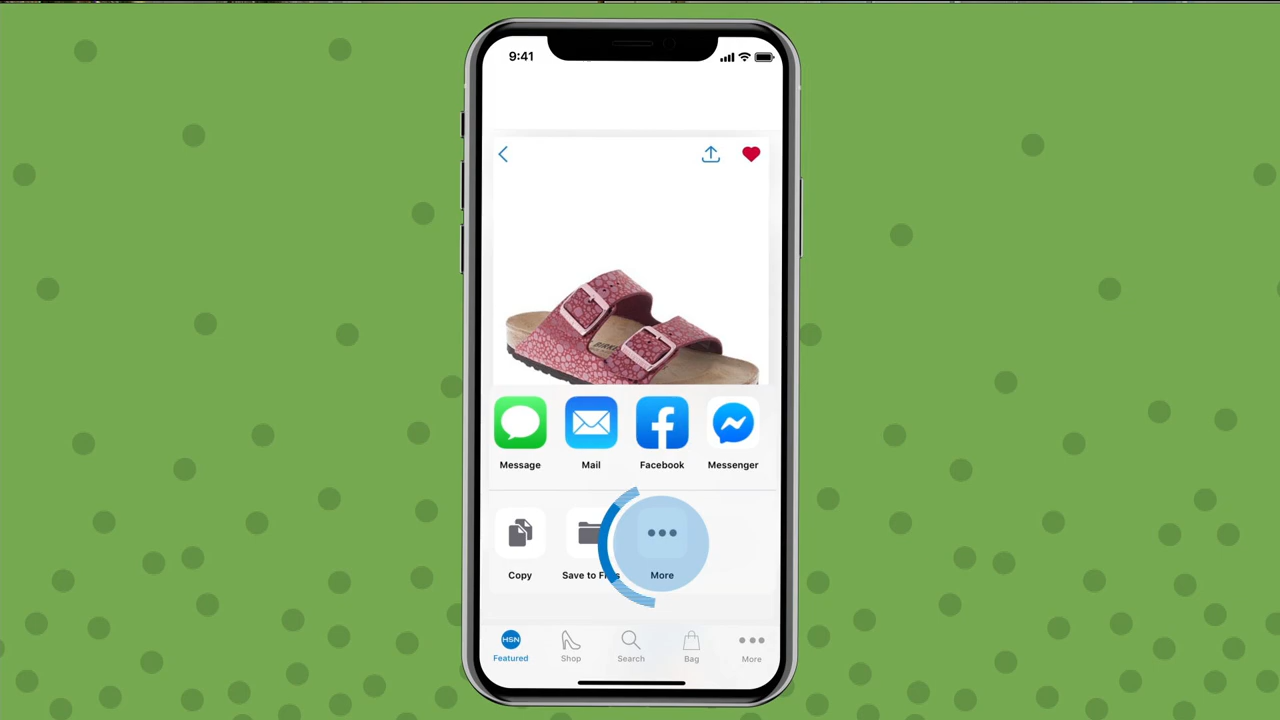 9:41
Message Mail Facebook Messenger
Copy Save to Files More
HSN
Featured Shop Search Bag More